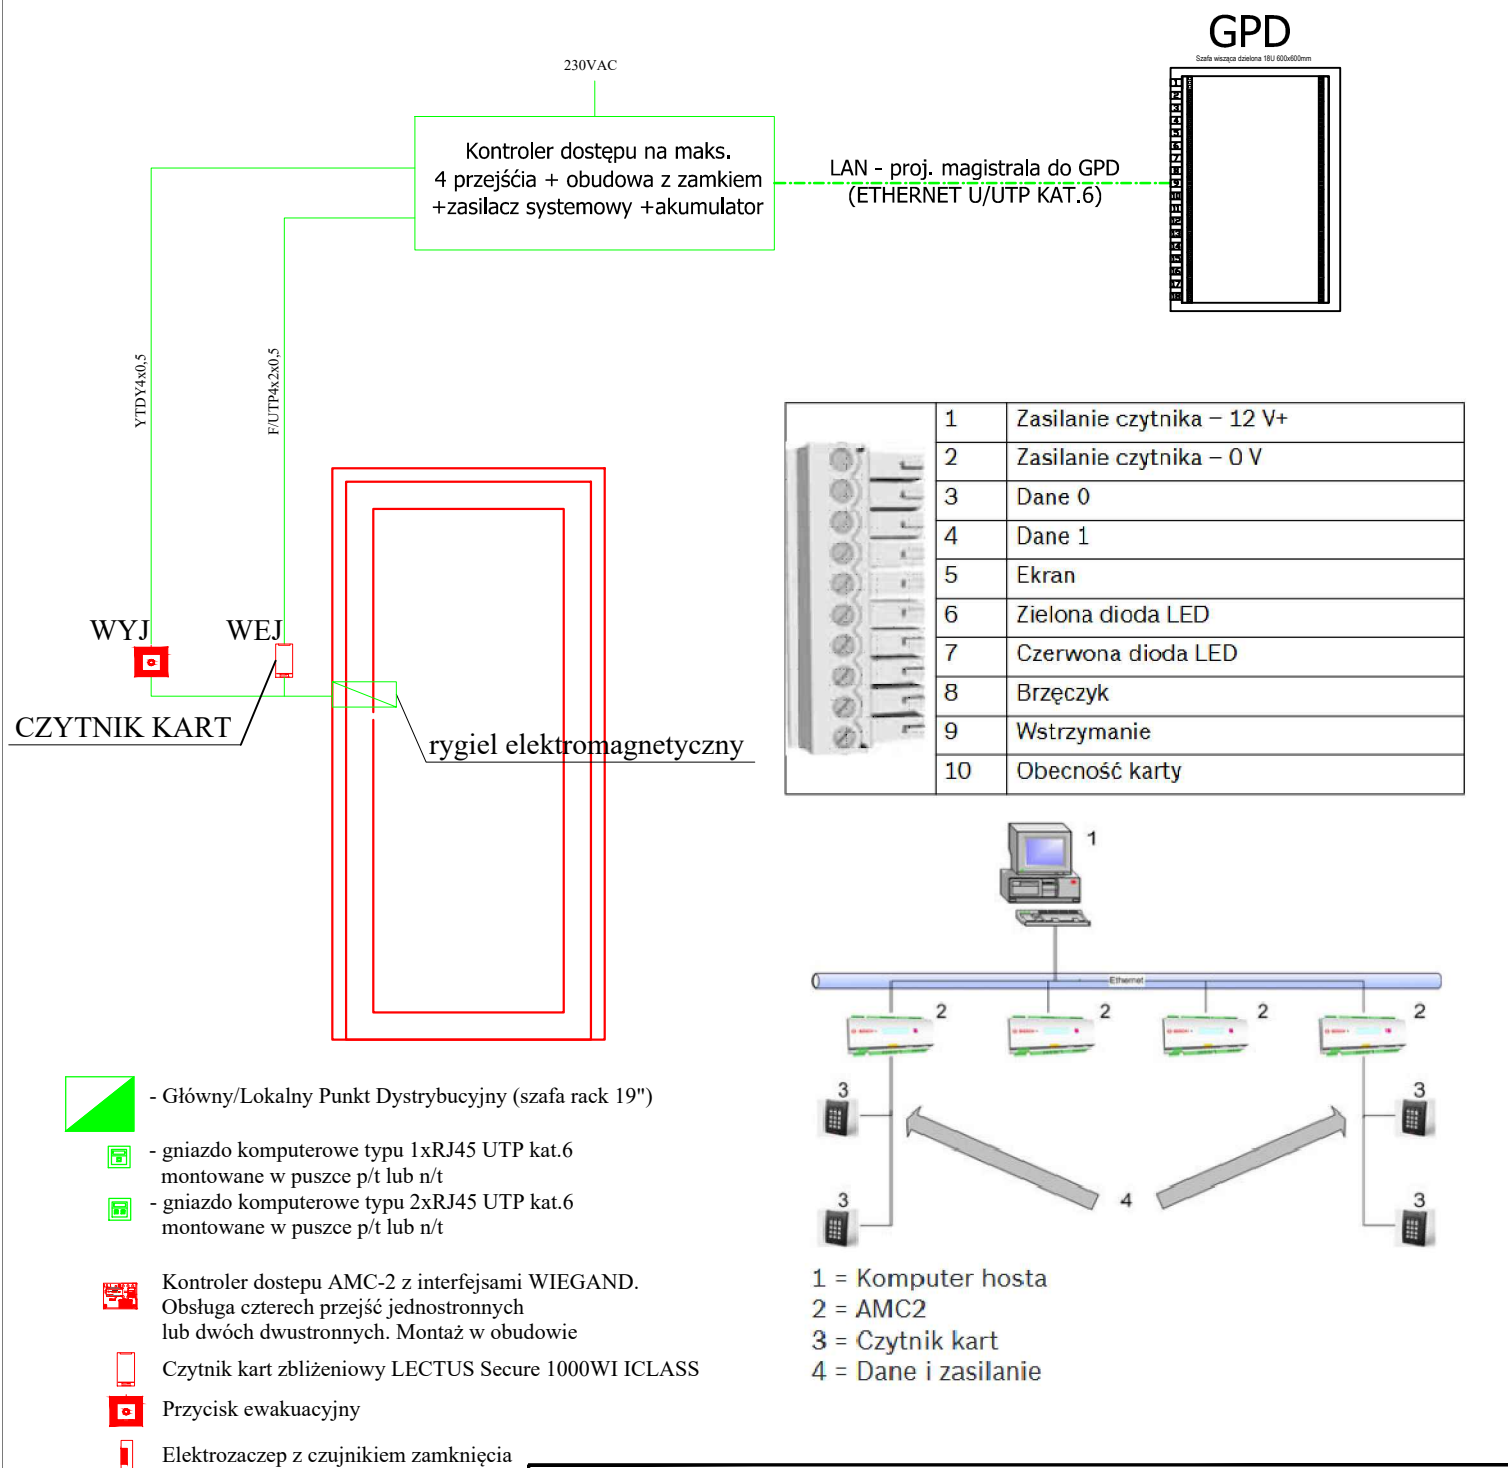 GPD
Szafa wisząca dzielona 18U 600x600mm
230VAC
Kontroler dostępu na maks.
4 przejśćia + obudowa z zamkiem
+zasilacz systemowy +akumulator
LAN - proj. magistrala do GPD
(ETHERNET U/UTP KAT.6)
YTDY4x0,5
F/UTP4x2x0,5
WYJ
WEJ
CZYTNIK KART
rygiel elektromagnetyczny
1 Zasilanie czytnika – 12 V+
2 Zasilanie czytnika – 0 V
3 Dane 0
4 Dane 1
5 Ekran
6 Zielona dioda LED
7 Czerwona dioda LED
8 Brzęczyk
9 Wstrzymanie
10 Obecność karty
1
Ethernet
2
2
2
2
3
3
3
3
4
1 = Komputer hosta
2 = AMC2
3 = Czytnik kart
4 = Dane i zasilanie
- Główny/Lokalny Punkt Dystrybucyjny (szafa rack 19")
- gniazdo komputerowe typu 1xRJ45 UTP kat.6
montowane w puszce p/t lub n/t
- gniazdo komputerowe typu 2xRJ45 UTP kat.6
montowane w puszce p/t lub n/t
Kontroler dostepu AMC-2 z interfejsami WIEGAND.
Obsługa czterech przejść jednostronnych
lub dwóch dwustronnych. Montaż w obudowie
Czytnik kart zbliżeniowy LECTUS Secure 1000WI ICLASS
Przycisk ewakuacyjny
Elektrozaczep z czujnikiem zamknięcia